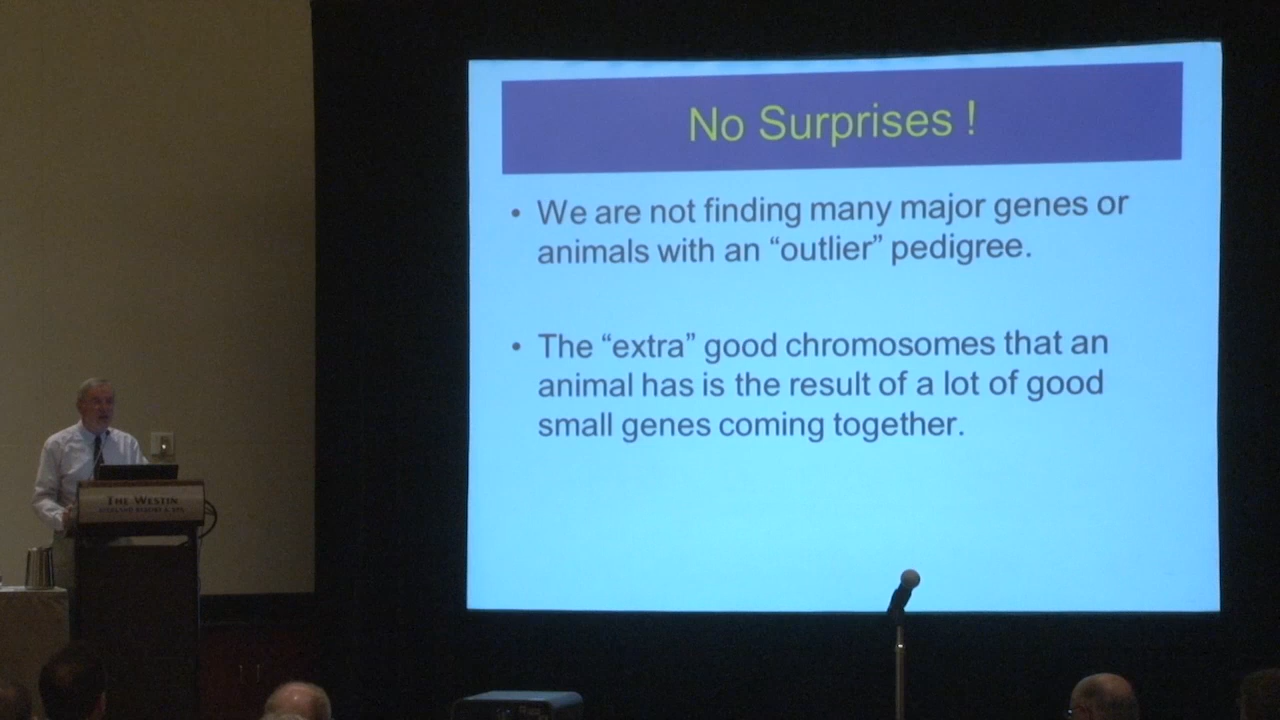 No Surprises !
• We are not finding many major genes or
animals with an “outlier” pedigree.
• The “extra” good chromosomes that an
animal has is the result of a lot of good
small genes coming together.
THE WESTIN